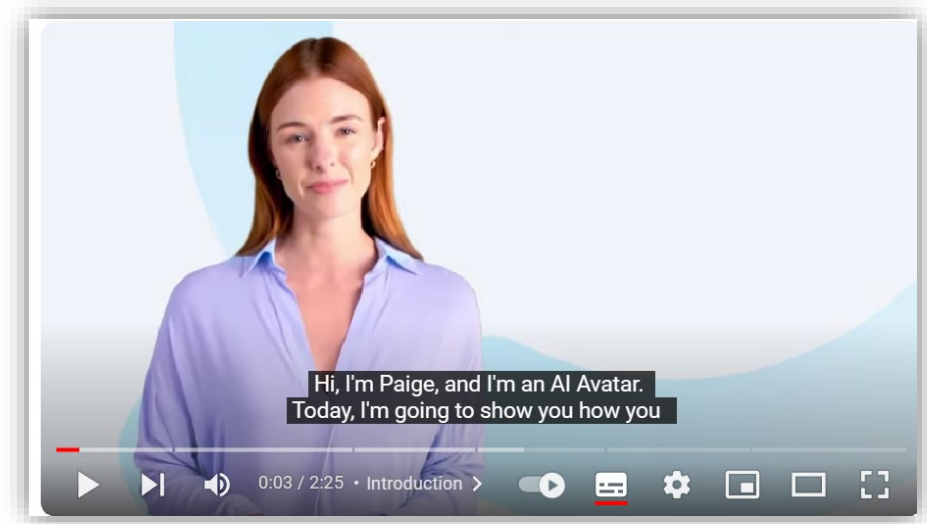 Hi, I'm Paige, and I'm an AI Avatar.
Today, I'm going to show you how you
0:03 / 2:25 • Introduction >